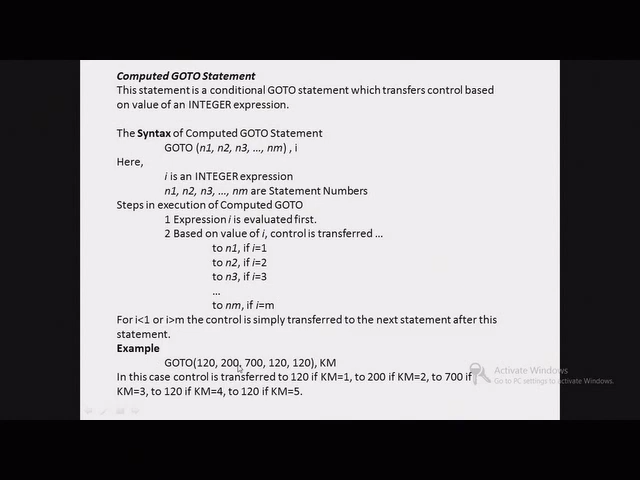 Computed GOTO Statement
This statement is a conditional GOTO statement which transfers control based
on value of an INTEGER expression.
The Syntax of Computed GOTO Statement
GOTO (n1, n2, n3, ..., nm) , i
Here,
i is an INTEGER expression
n1, n2, n3, ..., nm are Statement Numbers
Steps in execution of Computed GOTO
1 Expression i is evaluated first.
2 Based on value of i, control is transferred ...
to n1, if i=1
to n2, if i=2
to n3, if i=3
...
to nm, if i=m
For i<1 or i>m the control is simply transferred to the next statement after this
statement.
Example
GOTO(120, 200, 700, 120, 120), KM
In this case control is transferred to 120 if KM=1, to 200 if KM=2, to 700 if
KM=3, to 120 if KM=4, to 120 if KM=5.
Activate Windows
Go to PC settings to activate Windows.